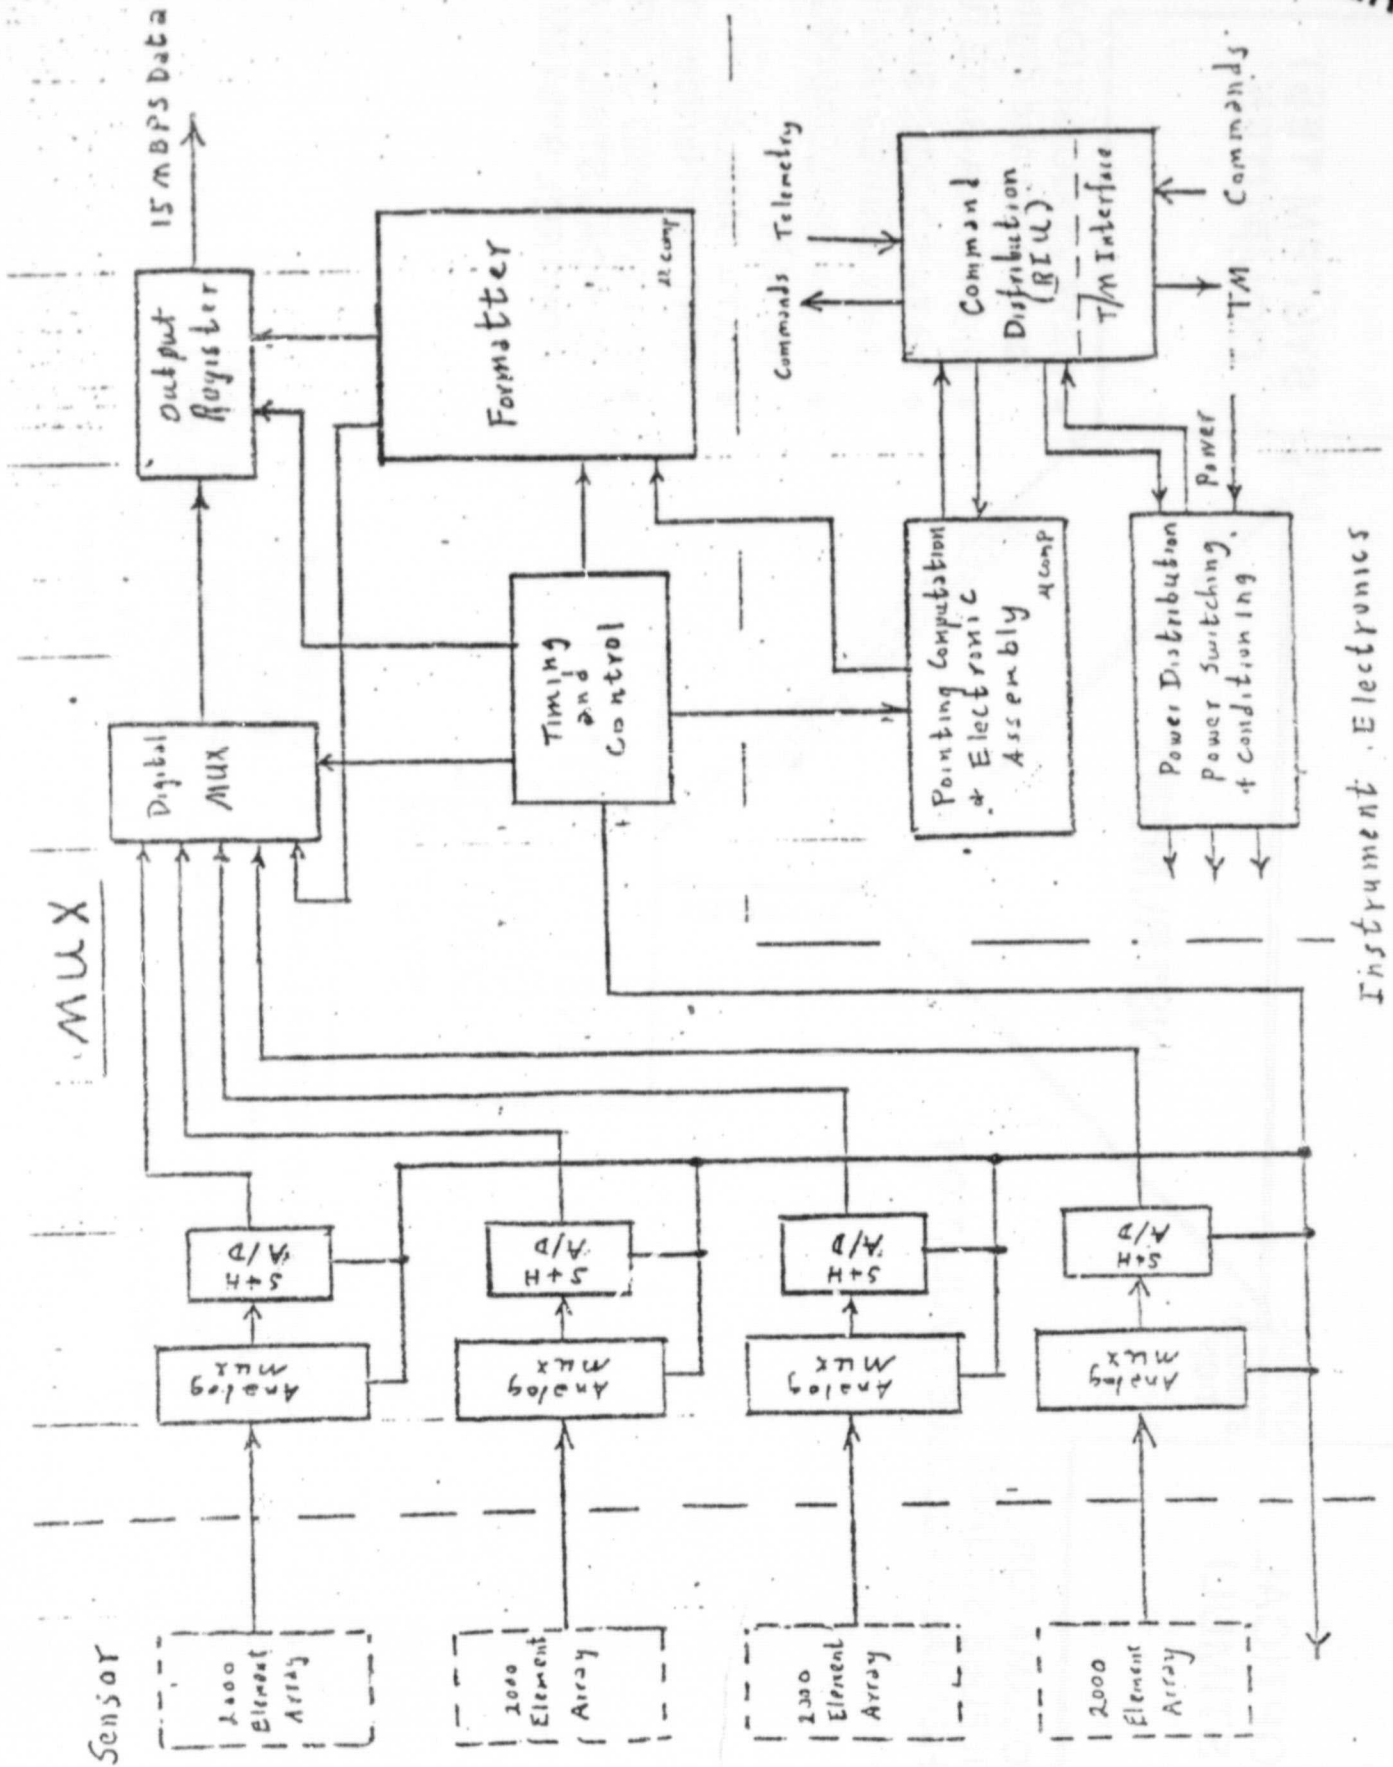 MUX
Sensor
2000
Element
Array
Analog
MUX
S+H
A/D
2000
Element
Array
Analog
MUX
S+H
A/D
2000
Element
Array
Analog
MUX
S+H
A/D
2000
Element
Array
Analog
MUX
S+H
A/D
Digital
MUX
Output
Register
15 MBPS Data
Timing
and
Control
Formatter
μ comp
Pointing Computation
+ Electronic
Assembly
μ comp
Commands
Telemetry
Command
Distribution
(RIU)
T/M Interface
TM
Commands
Power
Power Distribution
Power Switching,
+ Conditioning
Instrument Electronics